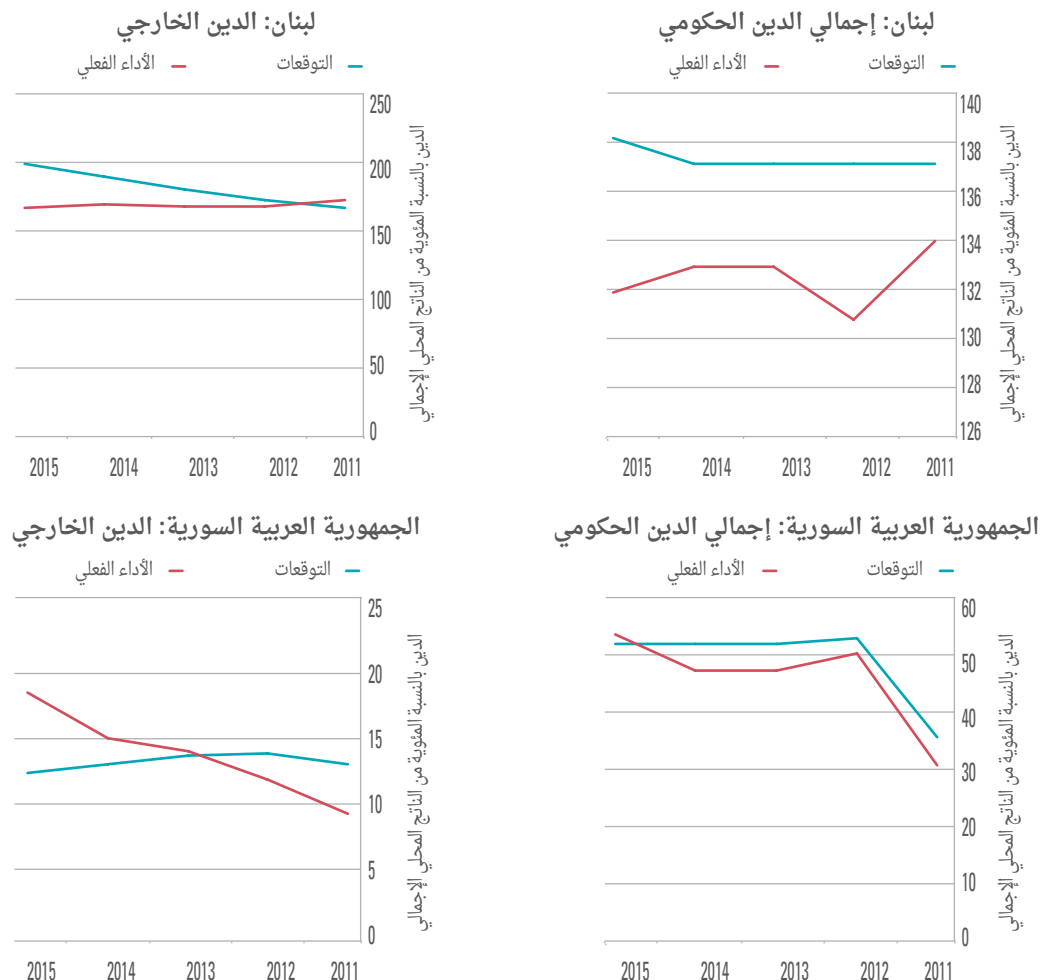 لبنان: إجمالي الدين الحكومي
التوقعات
الأداء الفعلي
140
138
136
134
132
130
128
126
الدين بالنسبة المئوية من الناتج المحلي الإجمالي
2011
2012
2013
2014
2015
لبنان: الدين الخارجي
التوقعات
الأداء الفعلي
250
200
150
100
50
0
الدين بالنسبة المئوية من الناتج المحلي الإجمالي
2011
2012
2013
2014
2015
الجمهورية العربية السورية: إجمالي الدين الحكومي
التوقعات
الأداء الفعلي
60
50
40
30
20
10
0
الدين بالنسبة المئوية من الناتج المحلي الإجمالي
2011
2012
2013
2014
2015
الجمهورية العربية السورية: الدين الخارجي
التوقعات
الأداء الفعلي
25
20
15
10
5
0
الدين بالنسبة المئوية من الناتج المحلي الإجمالي
2011
2012
2013
2014
2015